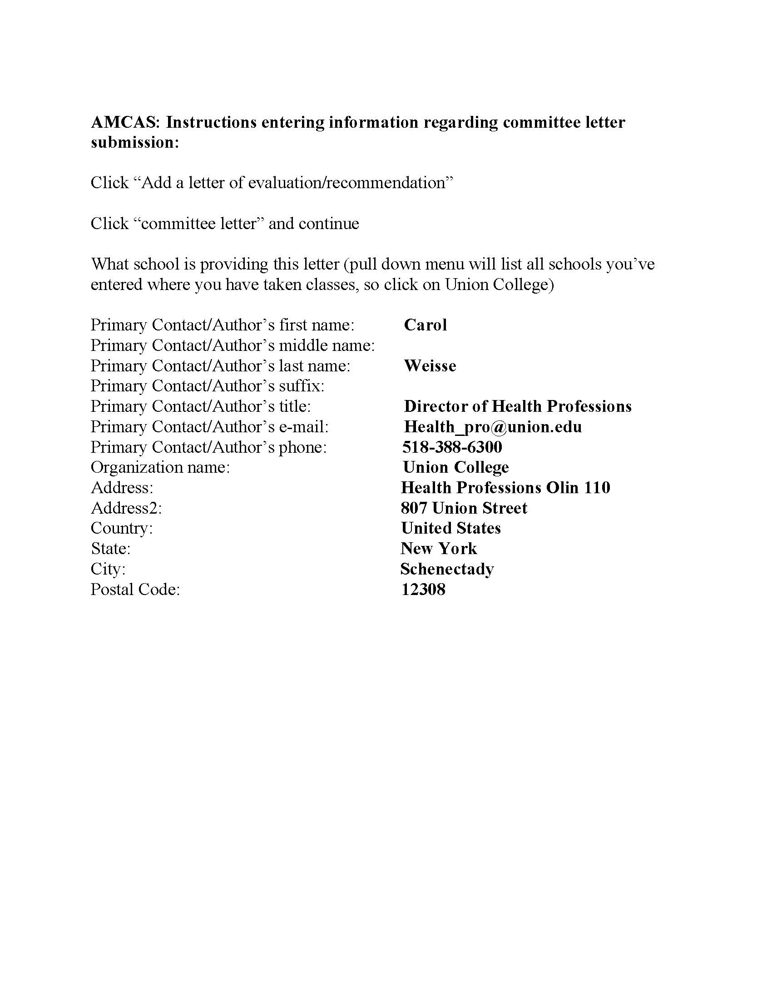 AMCAS: Instructions entering information regarding committee letter
submission:
Click “Add a letter of evaluation/recommendation”
Click “committee letter” and continue
What school is providing this letter (pull down menu will list all schools you’ve
entered where you have taken classes, so click on Union College)
Primary Contact/Author’s first name: Carol
Primary Contact/Author’s middle name:
Primary Contact/Author’s last name: Weisse
Primary Contact/Author’s suffix:
Primary Contact/Author’s title: Director of Health Professions
Primary Contact/Author’s e-mail: Health_pro@union.edu
Primary Contact/Author’s phone: 518-388-6300
Organization name: Union College
Address: Health Professions Olin 110
Address2: 807 Union Street
Country: United States
State: New York
City: Schenectady
Postal Code: 12308